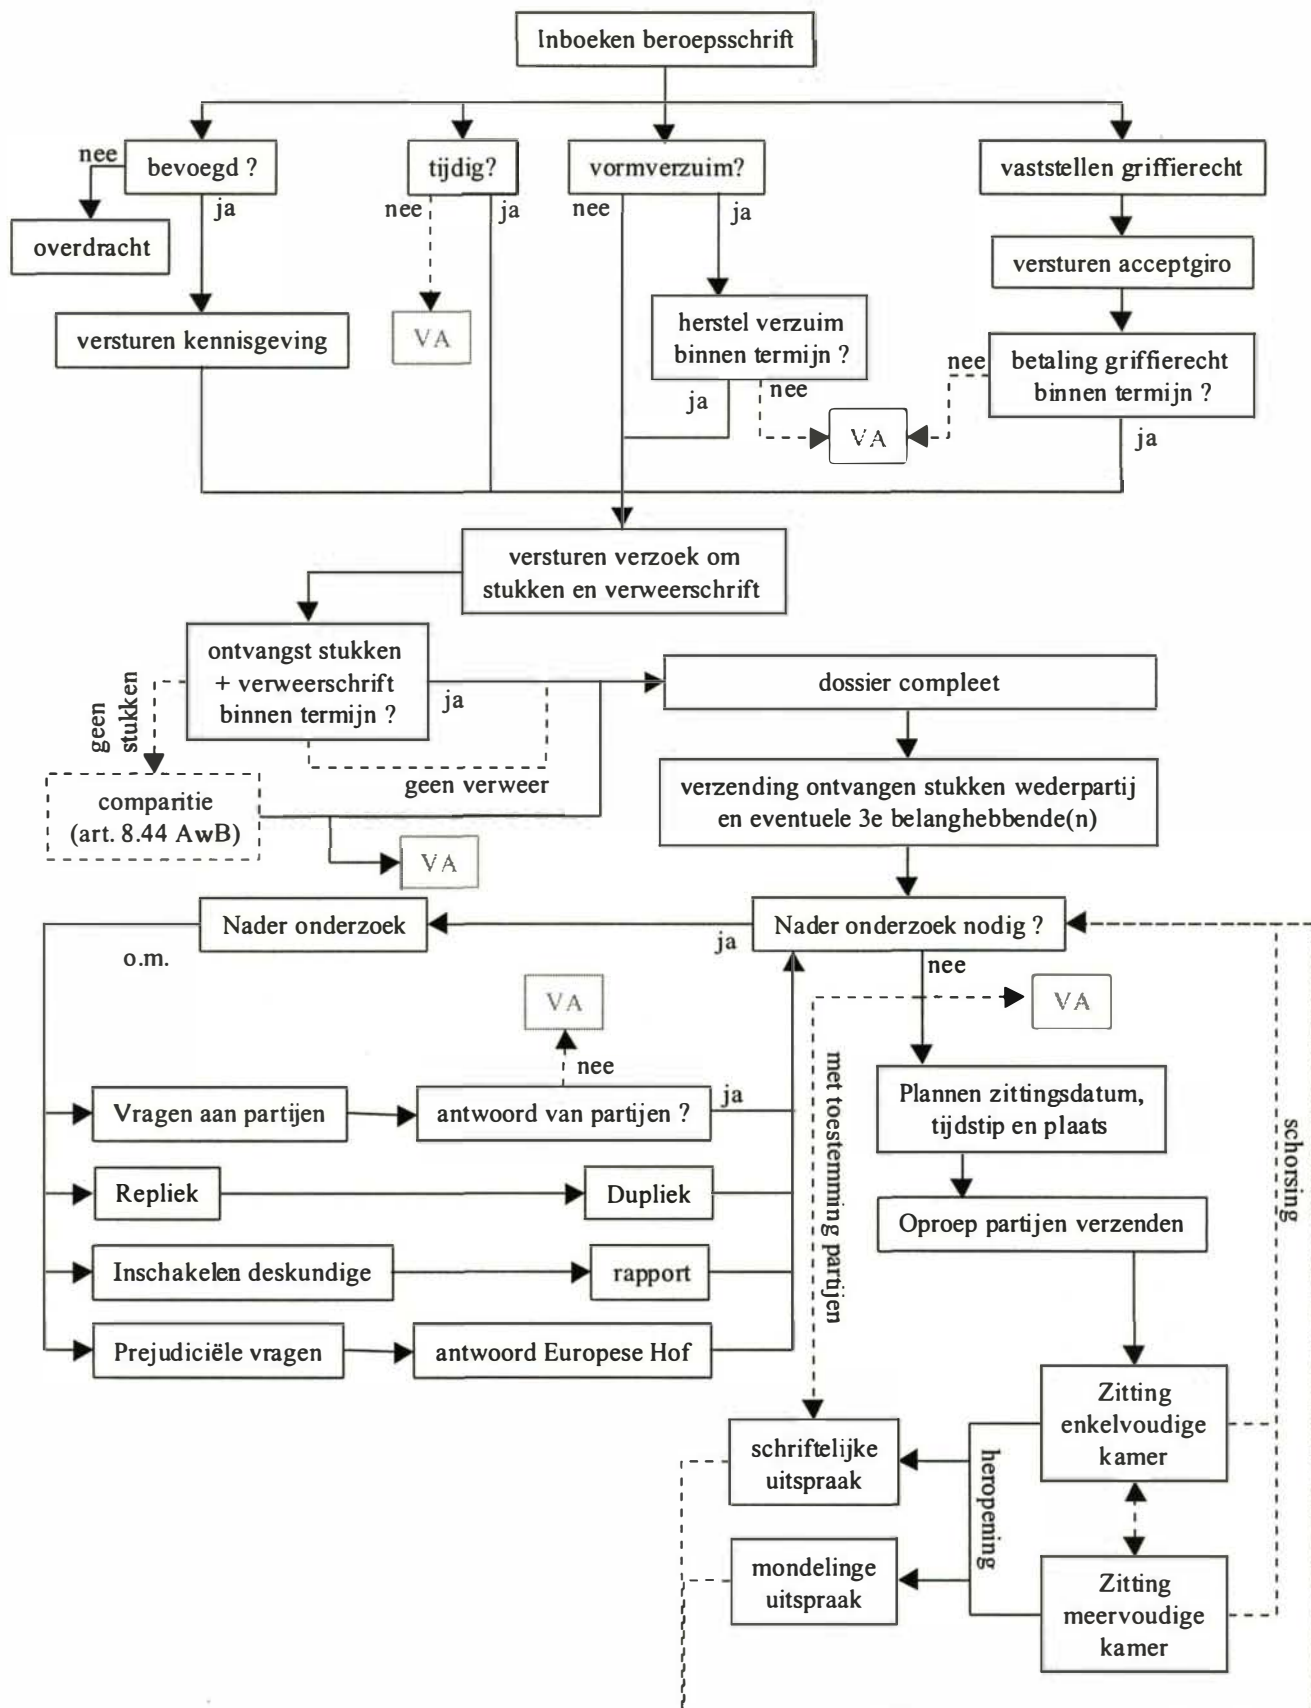 Inboeken beroepsschrift
nee
bevoegd ?
tijdig?
vormverzuim?
vaststellen griffierecht
ja
nee
ja
nee
ja
overdracht
versturen acceptgiro
versturen kennisgeving
VA
herstel verzuim
binnen termijn ?
nee
betaling griffierecht
binnen termijn ?
ja
nee
VA
ja
versturen verzoek om
stukken en verweerschrift
ontvangst stukken
+ verweerschrift
binnen termijn ?
ja
dossier compleet
geen
stukken
geen verweer
comparitie
(art. 8.44 AwB)
VA
verzending ontvangen stukken wederpartij
en eventuele 3e belanghebbende(n)
Nader onderzoek
ja
Nader onderzoek nodig ?
o.m.
nee
VA
VA
nee
Vragen aan partijen
antwoord van partijen ?
ja
met toestemming partijen
Plannen zittingsdatum,
tijdstip en plaats
schorsing
Repliek
Dupliek
Oproep partijen verzenden
Inschakelen deskundige
rapport
Prejudiciële vragen
antwoord Europese Hof
Zitting
enkelvoudige
kamer
schriftelijke
uitspraak
heropening
mondelinge
uitspraak
Zitting
meervoudige
kamer